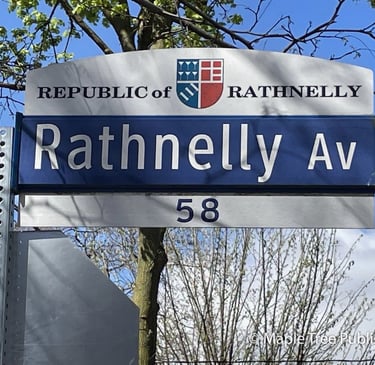 REPUBLIC of RATHNELLY
Rathnelly Av
58
© Maple Tree Publi